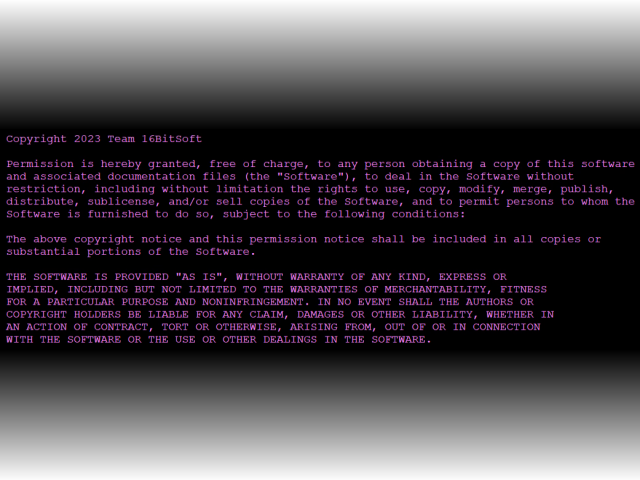 Copyright 2023 Team 16BitSoft
Permission is hereby granted, free of charge, to any person obtaining a copy of this software
and associated documentation files (the "Software"), to deal in the Software without
restriction, including without limitation the rights to use, copy, modify, merge, publish,
distribute, sublicense, and/or sell copies of the Software, and to permit persons to whom the
Software is furnished to do so, subject to the following conditions:
The above copyright notice and this permission notice shall be included in all copies or
substantial portions of the Software.
THE SOFTWARE IS PROVIDED "AS IS", WITHOUT WARRANTY OF ANY KIND, EXPRESS OR
IMPLIED, INCLUDING BUT NOT LIMITED TO THE WARRANTIES OF MERCHANTABILITY, FITNESS
FOR A PARTICULAR PURPOSE AND NONINFRINGEMENT. IN NO EVENT SHALL THE AUTHORS OR
COPYRIGHT HOLDERS BE LIABLE FOR ANY CLAIM, DAMAGES OR OTHER LIABILITY, WHETHER IN
AN ACTION OF CONTRACT, TORT OR OTHERWISE, ARISING FROM, OUT OF OR IN CONNECTION
WITH THE SOFTWARE OR THE USE OR OTHER DEALINGS IN THE SOFTWARE.